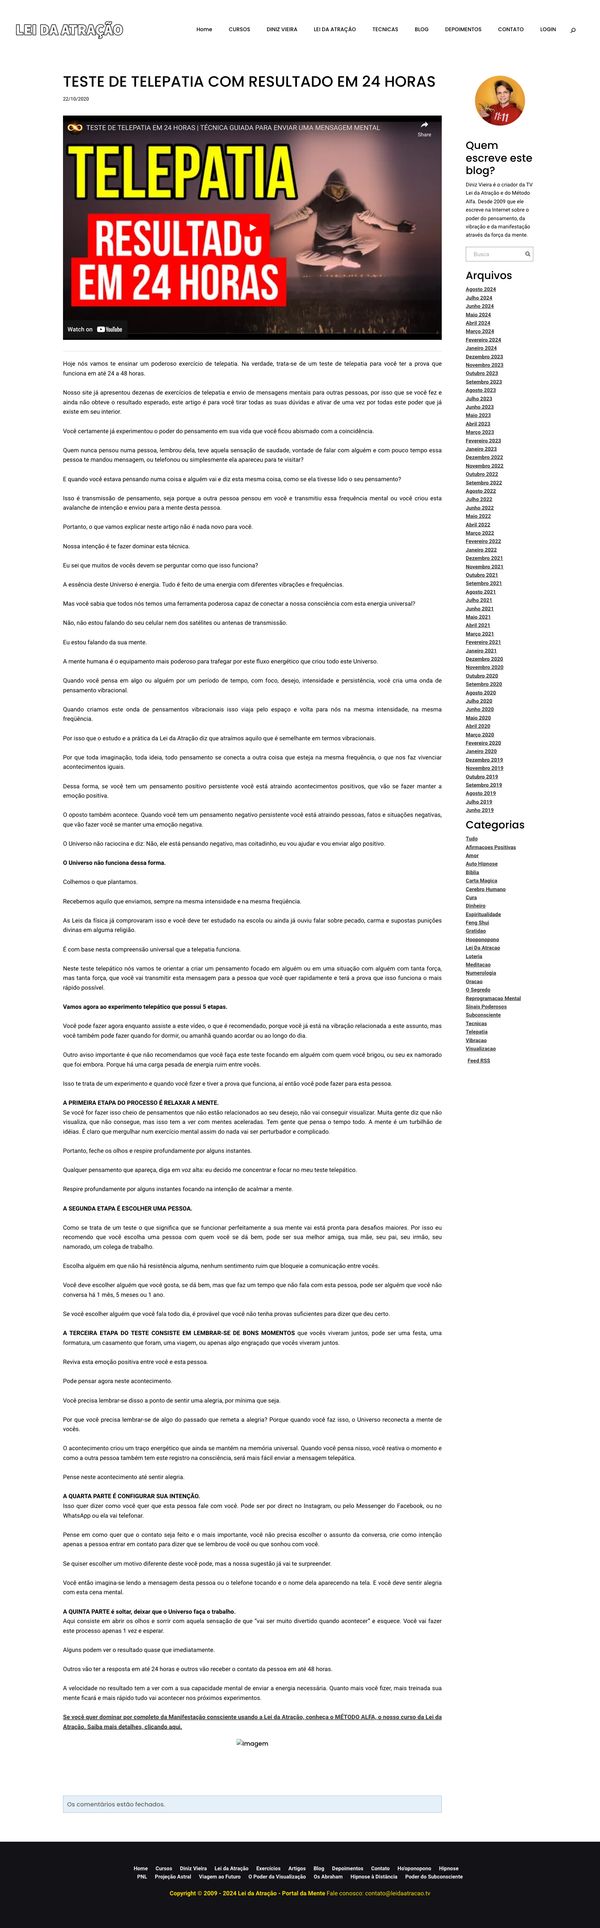 LEI DA ATRAÇÃO
Home CURSOS DINIZ VIEIRA LEI DA ATRAÇÃO TECNICAS BLOG DEPOIMENTOS CONTATO LOGIN
TESTE DE TELEPATIA COM RESULTADO EM 24 HORAS
22/10/2020
TESTE DE TELEPATIA EM 24 HORAS | TÉCNICA GUIADA PARA ENVIAR UMA MENSAGEM MENTAL
Share
TELEPATIA
RESULTADO
EM 24 HORAS
Watch on YouTube
Hoje nós vamos te ensinar um poderoso exercício de telepatia. Na verdade, trata-se de um teste de telepatia para você ter a prova que
funciona em até 24 a 48 horas.
Nosso site já apresentou dezenas de exercícios de telepatia e envio de mensagens mentais para outras pessoas, por isso que se você fez e
ainda não obteve o resultado esperado, este artigo é para você tirar todas as suas dúvidas e ativar de uma vez por todas este poder que já
existe em seu interior.
Você certamente já experimentou o poder do pensamento em sua vida que você ficou abismado com a coincidência.
Quem nunca pensou numa pessoa, lembrou dela, teve aquela sensação de saudade, vontade de falar com alguém e com pouco tempo essa
pessoa te mandou mensagem, ou telefonou ou simplesmente ela apareceu para te visitar?
E quando você estava pensando numa coisa e alguém vai e diz esta mesma coisa, como se ela tivesse lido o seu pensamento?
Isso é transmissão de pensamento, seja porque a outra pessoa pensou em você e transmitiu essa frequência mental ou você criou esta
avalanche de intenção e enviou para a mente desta pessoa.
Portanto, o que vamos explicar neste artigo não é nada novo para você.
Nossa intenção é te fazer dominar esta técnica.
Eu sei que muitos de vocês devem se perguntar como que isso funciona?
A essência deste Universo é energia. Tudo é feito de uma energia com diferentes vibrações e frequências.
Mas você sabia que todos nós temos uma ferramenta poderosa capaz de conectar a nossa consciência com esta energia universal?
Não, não estou falando do seu celular nem dos satélites ou antenas de transmissão.
Eu estou falando da sua mente.
A mente humana é o equipamento mais poderoso para trafegar por este fluxo energético que criou todo este Universo.
Quando você pensa em algo ou alguém por um período de tempo, com foco, desejo, intensidade e persistência, você cria uma onda de
pensamento vibracional.
Quando criamos este onda de pensamentos vibracionais isso viaja pelo espaço e volta para nós na mesma intensidade, na mesma
freqüência.
Por isso que o estudo e a prática da Lei da Atração diz que atraímos aquilo que é semelhante em termos vibracionais.
Por que toda imaginação, toda ideia, todo pensamento se conecta a outra coisa que esteja na mesma frequência, o que nos faz vivenciar
acontecimentos iguais.
Dessa forma, se você tem um pensamento positivo persistente você está atraindo acontecimentos positivos, que vão se fazer manter a
emoção positiva.
O oposto também acontece. Quando você tem um pensamento negativo persistente você está atraindo pessoas, fatos e situações negativas,
que vão fazer você se manter uma emoção negativa.
O Universo não raciocina e diz: Não, ele está pensando negativo, mas coitadinho, eu vou ajudar e vou enviar algo positivo.
O Universo não funciona dessa forma.
Colhemos o que plantamos.
Recebemos aquilo que enviamos, sempre na mesma intensidade e na mesma freqüência.
As Leis da física já comprovaram isso e você deve ter estudado na escola ou ainda já ouviu falar sobre pecado, carma e supostas punições
divinas em alguma religião.
É com base nesta compreensão universal que a telepatia funciona.
Neste teste telepático nós vamos te orientar a criar um pensamento focado em alguém ou em uma situação com alguém com tanta força,
mas tanta força, que você vai transmitir esta mensagem para a pessoa que você quer rapidamente e terá a prova que isso funciona o mais
rápido possível.
Vamos agora ao experimento telepático que possui 5 etapas.
Você pode fazer agora enquanto assiste a este vídeo, o que é recomendado, porque você já está na vibração relacionada a este assunto, mas
você também pode fazer quando for dormir, ou amanhã quando acordar ou ao longo do dia.
Outro aviso importante é que não recomendamos que você faça este teste focando em alguém com quem você brigou, ou seu ex namorado
que foi embora. Porque há uma carga pesada de energia ruim entre vocês.
Isso te trata de um experimento e quando você fizer e tiver a prova que funciona, aí então você pode fazer para esta pessoa.
A PRIMEIRA ETAPA DO PROCESSO É RELAXAR A MENTE.
Se você for fazer isso cheio de pensamentos que não estão relacionados ao seu desejo, não vai conseguir visualizar. Muita gente diz que não
visualiza, que não consegue, mas isso tem a ver com mentes aceleradas. Tem gente que pensa o tempo todo. A mente é um turbilhão de
idéias. É claro que mergulhar num exercício mental assim do nada vai ser perturbador e complicado.
Portanto, feche os olhos e respire profundamente por alguns instantes.
Qualquer pensamento que apareça, diga em voz alta: eu decido me concentrar e focar no meu teste telepático.
Respire profundamente por alguns instantes focando na intenção de acalmar a mente.
A SEGUNDA ETAPA É ESCOLHER UMA PESSOA.
Como se trata de um teste o que significa que se funcionar perfeitamente a sua mente vai está pronta para desafios maiores. Por isso eu
recomendo que você escolha uma pessoa com quem você se dá bem, pode ser sua melhor amiga, sua mãe, seu pai, seu irmão, seu
namorado, um colega de trabalho.
Escolha alguém em que não há resistência alguma, nenhum sentimento ruim que bloqueie a comunicação entre vocês.
Você deve escolher alguém que você gosta, se dá bem, mas que faz um tempo que não fala com esta pessoa, pode ser alguém que você não
conversa há 1 mês, 5 meses ou 1 ano.
Se você escolher alguém que você fala todo dia, é provável que você não tenha provas suficientes para dizer que deu certo.
A TERCEIRA ETAPA DO TESTE CONSISTE EM LEMBRAR-SE DE BONS MOMENTOS que vocês viveram juntos, pode ser uma festa, uma
formatura, um casamento que foram, uma viagem, ou apenas algo engraçado que vocês viveram juntos.
Reviva esta emoção positiva entre você e esta pessoa.
Pode pensar agora neste acontecimento.
Você precisa lembrar-se disso a ponto de sentir uma alegria, por mínima que seja.
Por que você precisa lembrar-se de algo do passado que remeta a alegria? Porque quando você faz isso, o Universo reconecta a mente de
vocês.
O acontecimento criou um traço energético que ainda se mantém na memória universal. Quando você pensa nisso, você reativa o momento e
como a outra pessoa também tem este registro na consciência, será mais fácil enviar a mensagem telepática.
Pense neste acontecimento até sentir alegria.
A QUARTA PARTE É CONFIGURAR SUA INTENÇÃO.
Isso quer dizer como você quer que esta pessoa fale com você. Pode ser por direct no Instagram, ou pelo Messenger do Facebook, ou no
WhatsApp ou ela vai telefonar.
Pense em como quer que o contato seja feito e o mais importante, você não precisa escolher o assunto da conversa, crie como intenção
apenas a pessoa entrar em contato para dizer que se lembrou de você ou que sonhou com você.
Se quiser escolher um motivo diferente deste você pode, mas a nossa sugestão já vai te surpreender.
Você então imagina-se lendo a mensagem desta pessoa ou o telefone tocando e o nome dela aparecendo na tela. E você deve sentir alegria
com esta cena mental.
A QUINTA PARTE é soltar, deixar que o Universo faça o trabalho.
Aqui consiste em abrir os olhos e sorrir com aquela sensação de que "vai ser muito divertido quando acontecer" e esquece. Você vai fazer
este processo apenas 1 vez e esperar.
Alguns podem ver o resultado quase que imediatamente.
Outros vão ter a resposta em até 24 horas e outros vão receber o contato da pessoa em até 48 horas.
A velocidade no resultado tem a ver com a sua capacidade mental de enviar a energia necessária. Quanto mais você fizer, mais treinada sua
mente ficará e mais rápido tudo vai acontecer nos próximos experimentos.
Se você quer dominar por completo da Manifestação consciente usando a Lei da Atração, conheça o MÉTODO ALFA, o nosso curso da Lei da
Atração. Saiba mais detalhes, clicando aqui.
Imagem
Os comentários estão fechados.
11:11
Quem
escreve este
blog?
Diniz Vieira é o criador da TV
Lei da Atração e do Método
Alfa. Desde 2009 que ele
escreve na Internet sobre o
poder do pensamento, da
vibração e da manifestação
através da força da mente.
Busca
Arquivos
Agosto 2024
Julho 2024
Junho 2024
Maio 2024
Abril 2024
Março 2024
Fevereiro 2024
Janeiro 2024
Dezembro 2023
Novembro 2023
Outubro 2023
Setembro 2023
Agosto 2023
Julho 2023
Junho 2023
Maio 2023
Abril 2023
Março 2023
Fevereiro 2023
Janeiro 2023
Dezembro 2022
Novembro 2022
Outubro 2022
Setembro 2022
Agosto 2022
Julho 2022
Junho 2022
Maio 2022
Abril 2022
Março 2022
Fevereiro 2022
Janeiro 2022
Dezembro 2021
Novembro 2021
Outubro 2021
Setembro 2021
Agosto 2021
Julho 2021
Junho 2021
Maio 2021
Abril 2021
Março 2021
Fevereiro 2021
Janeiro 2021
Dezembro 2020
Novembro 2020
Outubro 2020
Setembro 2020
Agosto 2020
Julho 2020
Junho 2020
Maio 2020
Abril 2020
Março 2020
Fevereiro 2020
Janeiro 2020
Dezembro 2019
Novembro 2019
Outubro 2019
Setembro 2019
Agosto 2019
Julho 2019
Junho 2019
Categorias
Tudo
Afirmacoes Positivas
Amor
Auto Hipnose
Bíblia
Carta Magica
Cerebro Humano
Cura
Dinheiro
Espiritualidade
Feng Shui
Gratidao
Hooponopono
Lei Da Atracao
Loteria
Meditacao
Numerologia
Oracao
O Segredo
Reprogramacao Mental
Sinais Poderosos
Subconsciente
Tecnicas
Telepatia
Vibracao
Visualizacao
Feed RSS
Home Cursos Diniz Vieira Lei da Atração Exercícios Artigos Blog Depoimentos Contato Ho'oponopono Hipnose
PNL Projeção Astral Viagem ao Futuro O Poder da Visualização Os Abraham Hipnose à Distância Poder do Subconsciente
Copyright © 2009 - 2024 Lei da Atração - Portal da Mente Fale conosco: contato@leidaatracao.tv